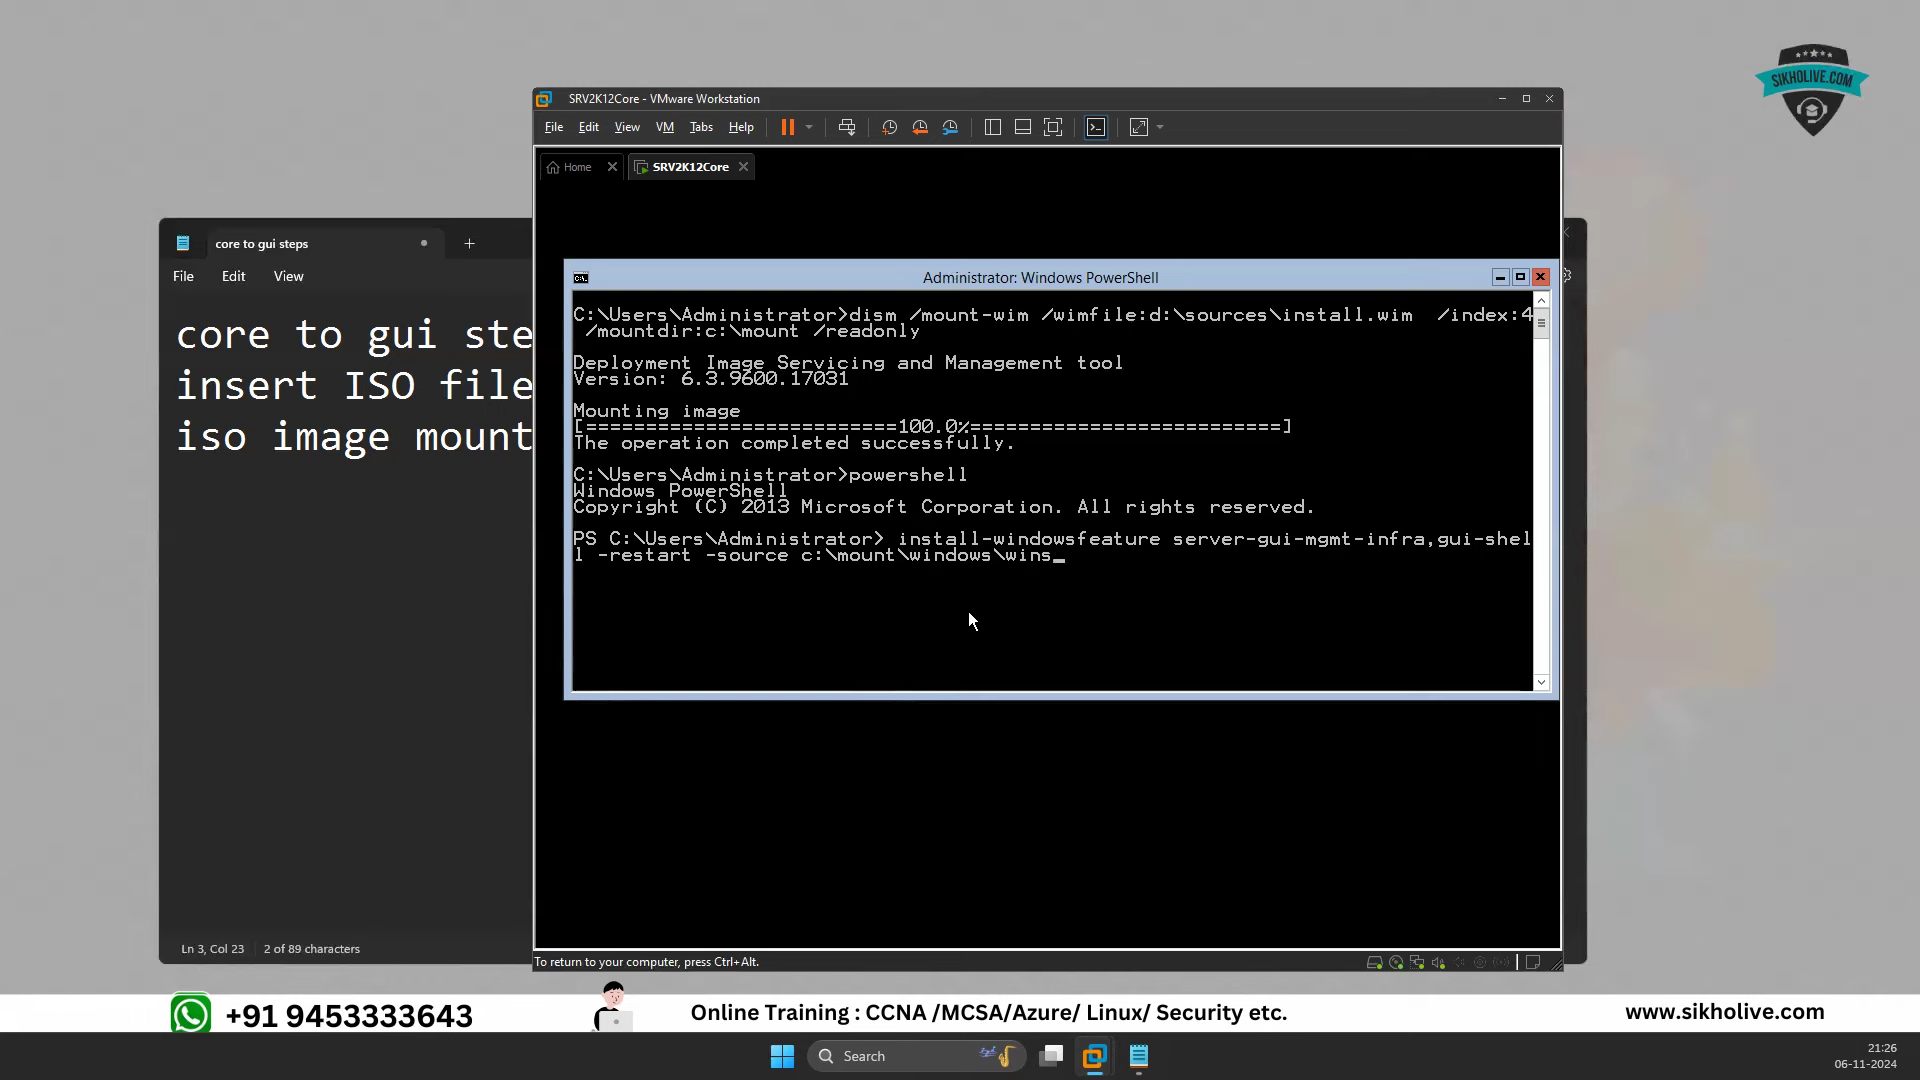 SIKHOLIVE.COM
SRV2K12Core - VMware Workstation
File Edit View VM Tabs Help
Home SRV2K12Core
core to gui steps
File Edit View
core to gui ste
insert ISO file
iso image mount
Ln 3, Col 23 2 of 89 characters
Administrator: Windows PowerShell
C:\Users\Administrator>dism /mount-wim /wimfile:d:\sources\install.wim /index:4
/mountdir:c:\mount /readonly
Deployment Image Servicing and Management tool
Version: 6.3.9600.17031
Mounting image
[===========================100.0%==========================]
The operation completed successfully.
C:\Users\Administrator>powershell
Windows PowerShell
Copyright (C) 2013 Microsoft Corporation. All rights reserved.
PS C:\Users\Administrator> install-windowsfeature server-gui-mgmt-infra,gui-shel
l -restart -source c:\mount\windows\wins_
To return to your computer, press Ctrl+Alt.
+91 9453333643
Online Training : CCNA /MCSA/Azure/ Linux/ Security etc.
www.sikholive.com
Search
21:26
06-11-2024